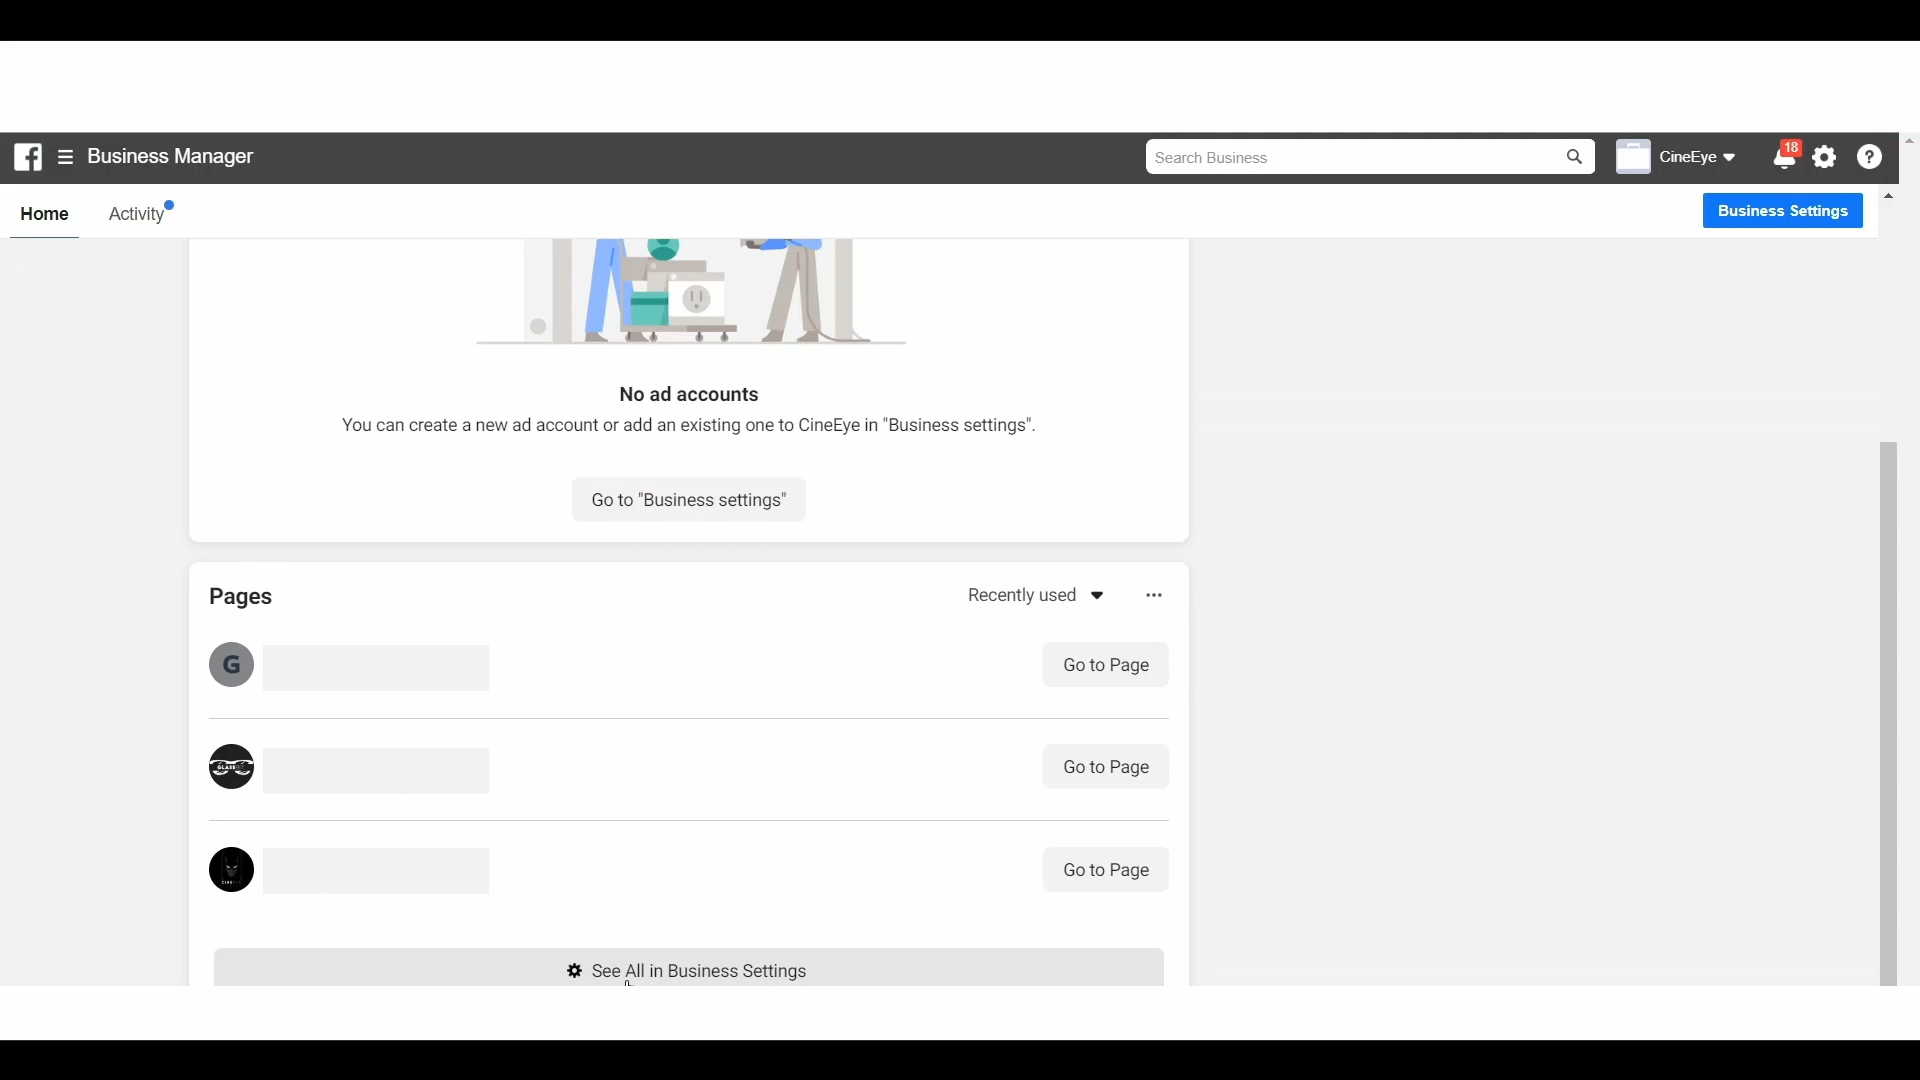 Business Manager
Search Business
CineEye
18
?
Home
Activity
Business Settings
No ad accounts
You can create a new ad account or add an existing one to CineEye in "Business settings".
Go to "Business settings"
Pages
Recently used
G
Go to Page
Go to Page
Go to Page
See All in Business Settings